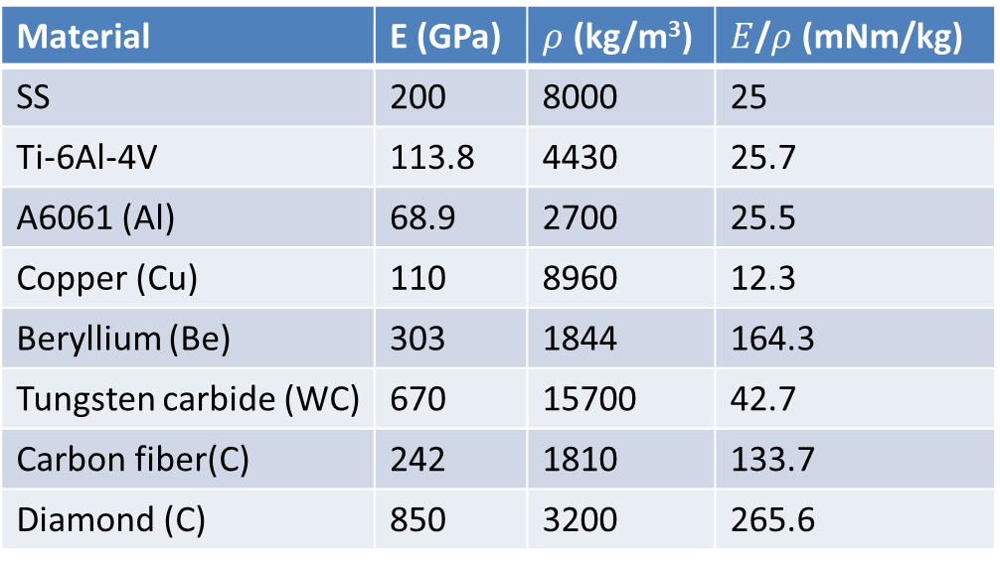 Material E (GPa) ρ (kg/m³) E/ρ (mNm/kg)
SS 200 8000 25
Ti-6Al-4V 113.8 4430 25.7
A6061 (Al) 68.9 2700 25.5
Copper (Cu) 110 8960 12.3
Beryllium (Be) 303 1844 164.3
Tungsten carbide (WC) 670 15700 42.7
Carbon fiber(C) 242 1810 133.7
Diamond (C) 850 3200 265.6